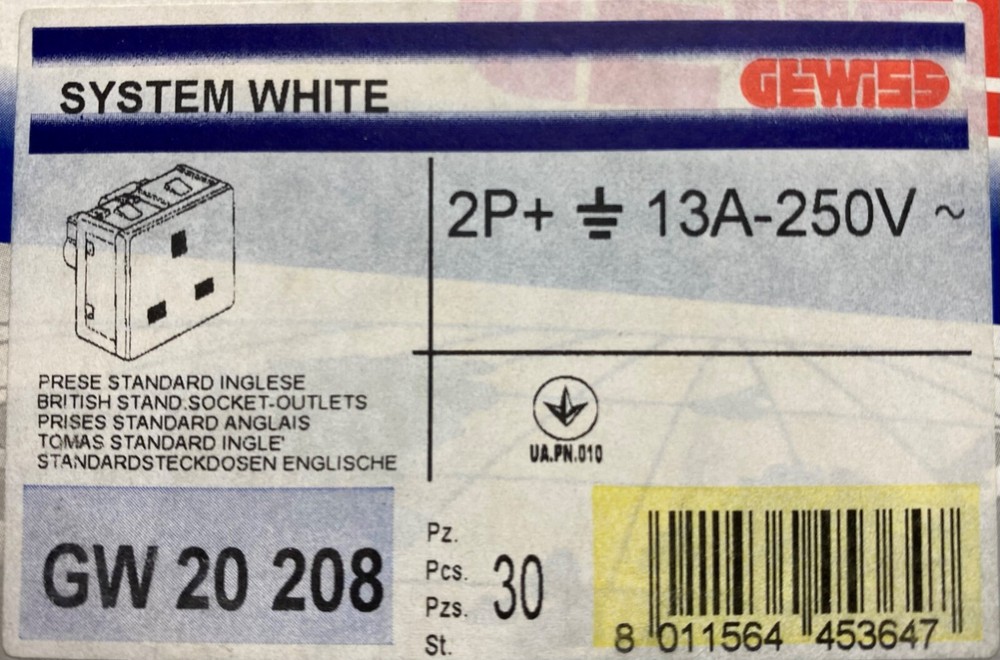 SYSTEM WHITE
GEWISS
2P+ ⏚ 13A-250V ~
PRESE STANDARD INGLESE
BRITISH STAND.SOCKET-OUTLETS
PRISES STANDARD ANGLAIS
TOMAS STANDARD INGLE'
STANDARDSTECKDOSEN ENGLISCHE
UA.PN.010
GW 20 208
Pz.
Pcs.
Pzs.
St.
30
8 011564 453647